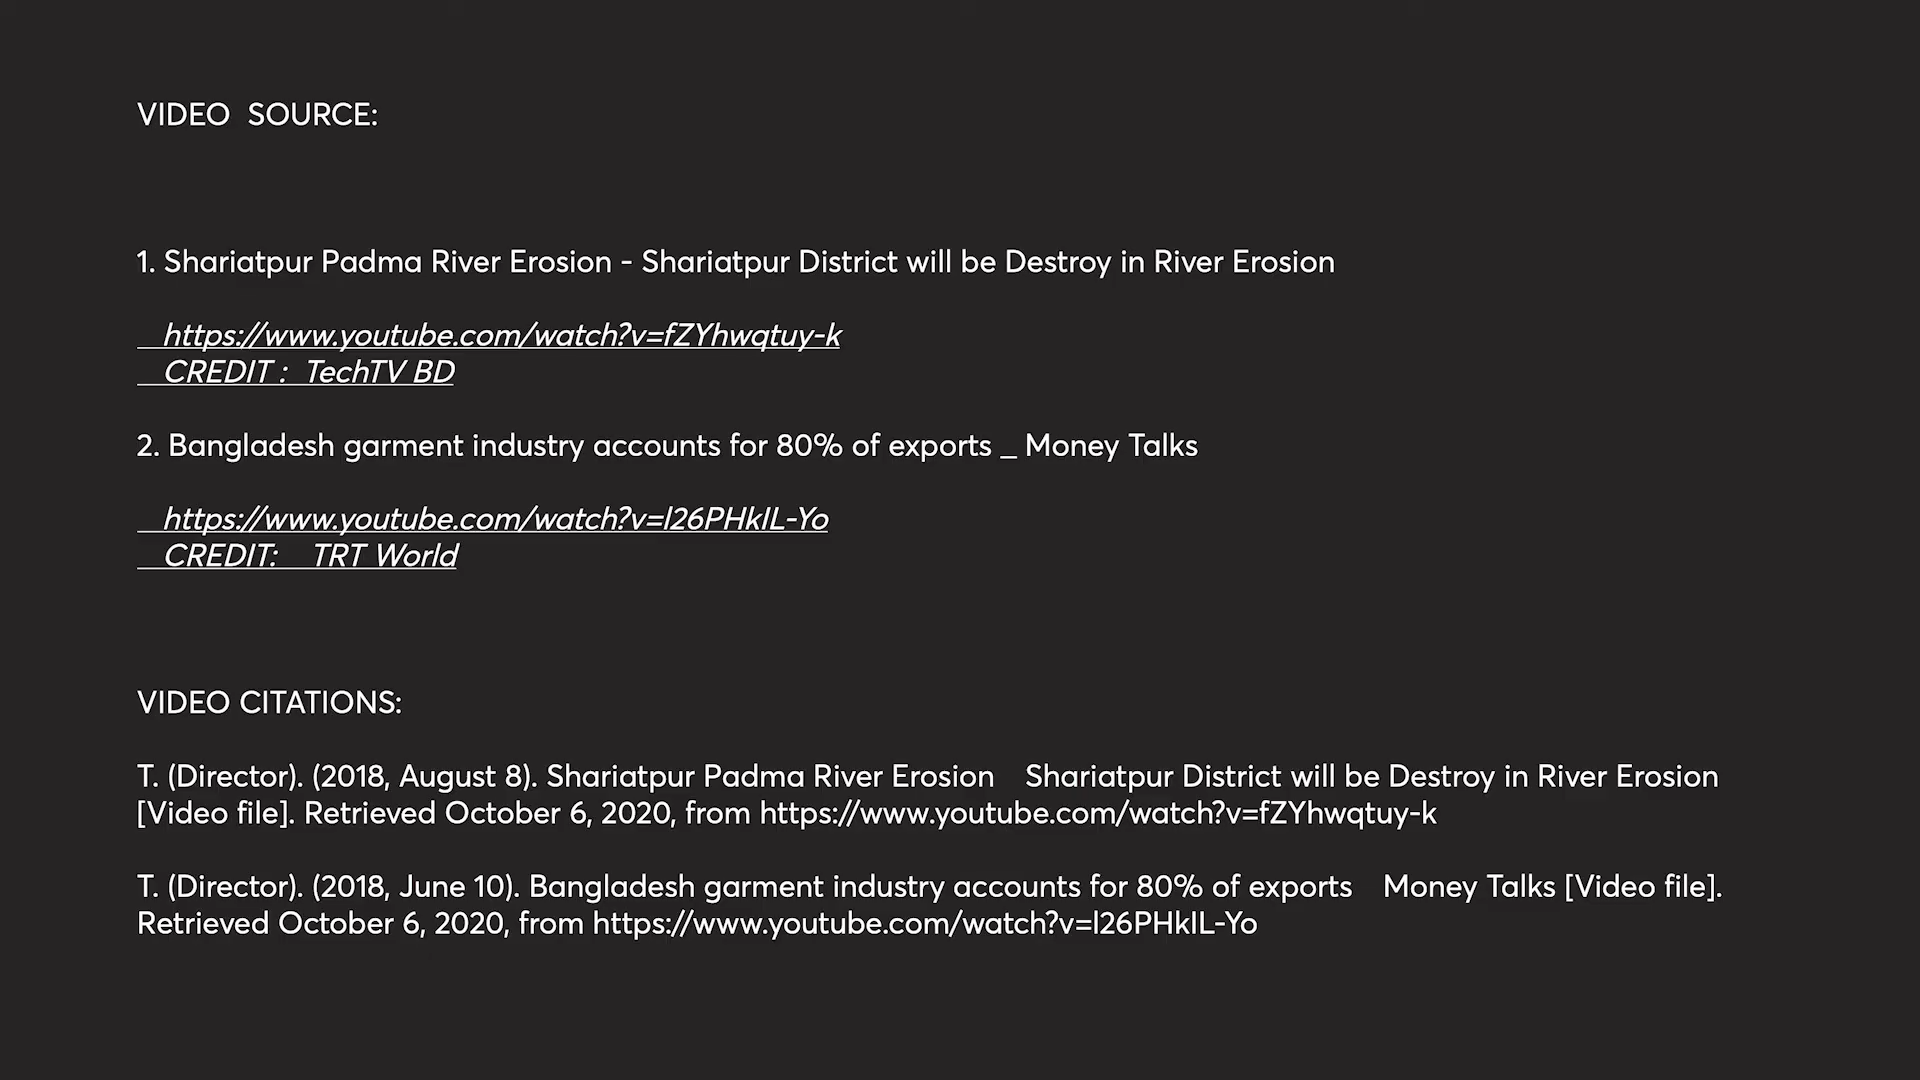 VIDEO  SOURCE:
1. Shariatpur Padma River Erosion - Shariatpur District will be Destroy in River Erosion
https://www.youtube.com/watch?v=fZYhwqtuy-k
CREDIT :  TechTV BD
2. Bangladesh garment industry accounts for 80% of exports _ Money Talks
https://www.youtube.com/watch?v=l26PHkIL-Yo
CREDIT:    TRT World
VIDEO CITATIONS:
T. (Director). (2018, August 8). Shariatpur Padma River Erosion    Shariatpur District will be Destroy in River Erosion
[Video file]. Retrieved October 6, 2020, from https://www.youtube.com/watch?v=fZYhwqtuy-k
T. (Director). (2018, June 10). Bangladesh garment industry accounts for 80% of exports    Money Talks [Video file].
Retrieved October 6, 2020, from https://www.youtube.com/watch?v=l26PHkIL-Yo